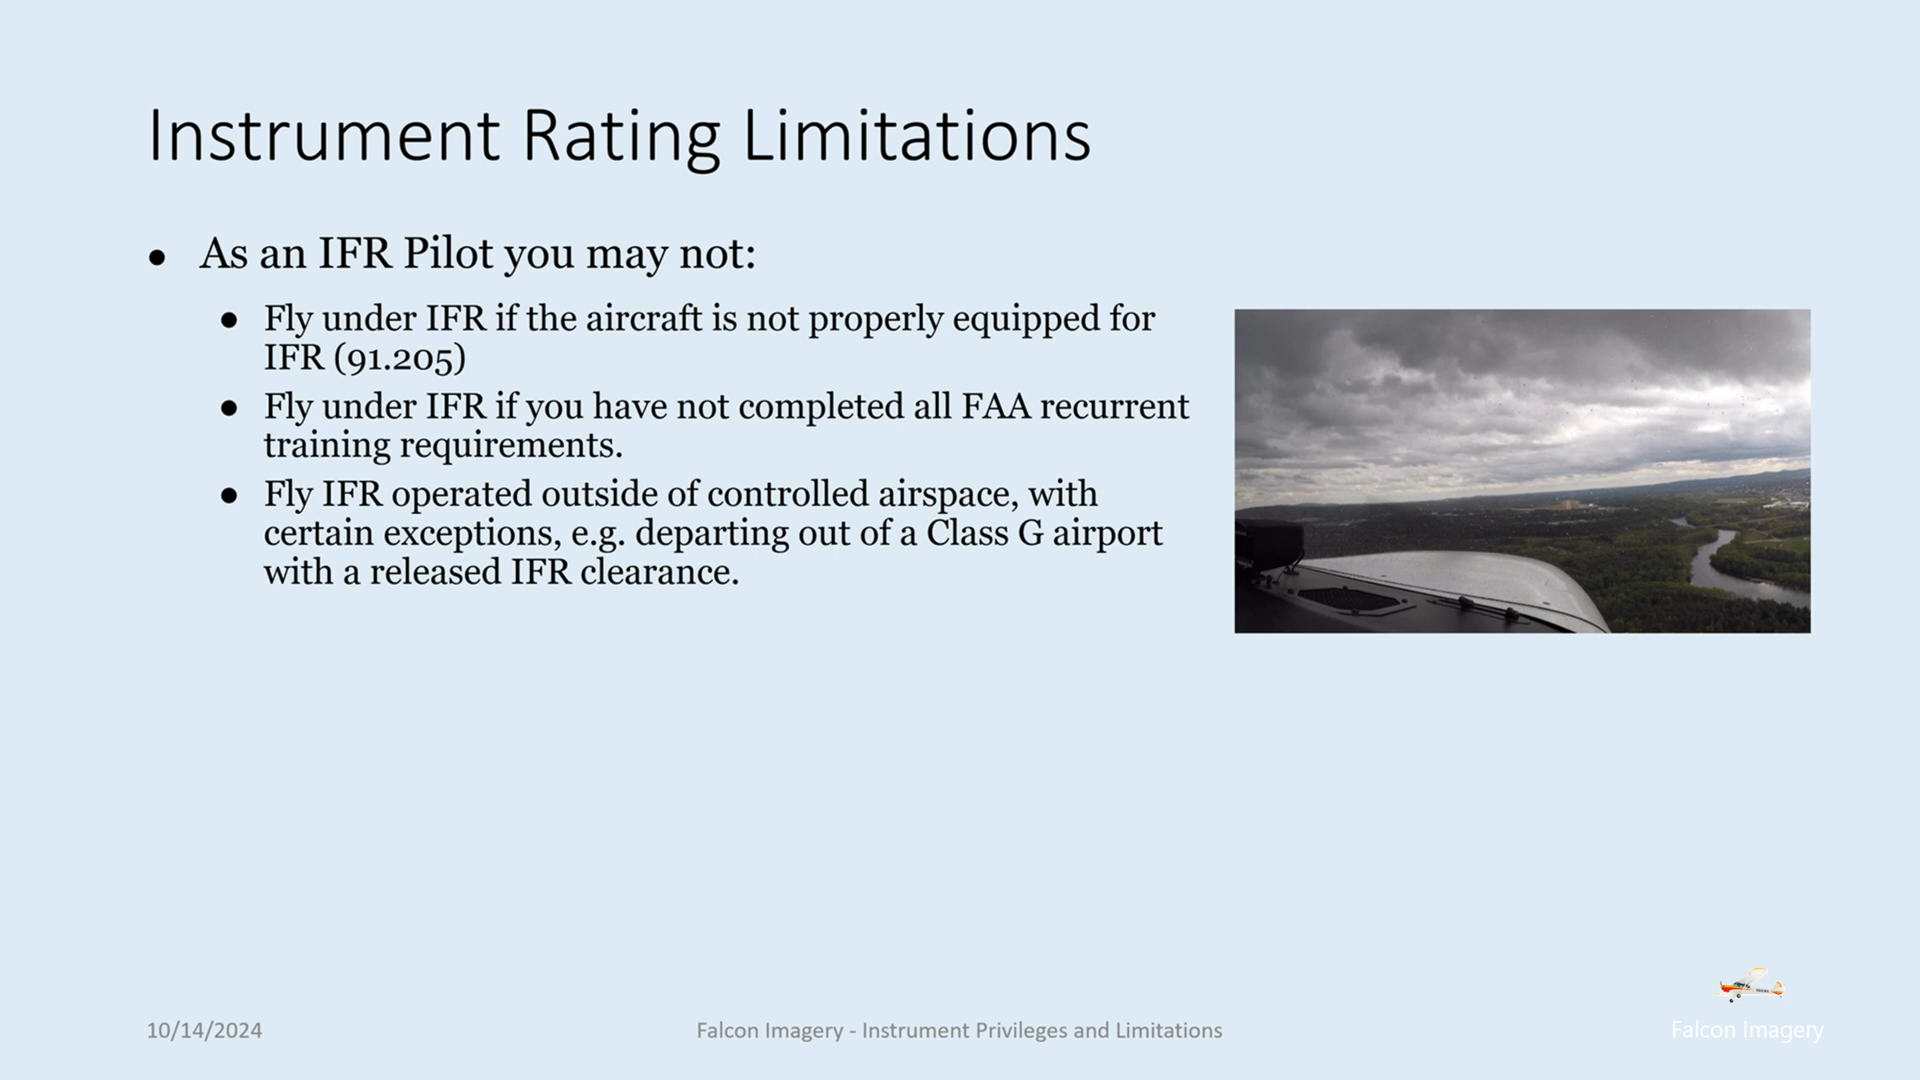 Instrument Rating Limitations
● As an IFR Pilot you may not:
● Fly under IFR if the aircraft is not properly equipped for
IFR (91.205)
● Fly under IFR if you have not completed all FAA recurrent
training requirements.
● Fly IFR operated outside of controlled airspace, with
certain exceptions, e.g. departing out of a Class G airport
with a released IFR clearance.
10/14/2024
Falcon Imagery - Instrument Privileges and Limitations
Falcon Imagery